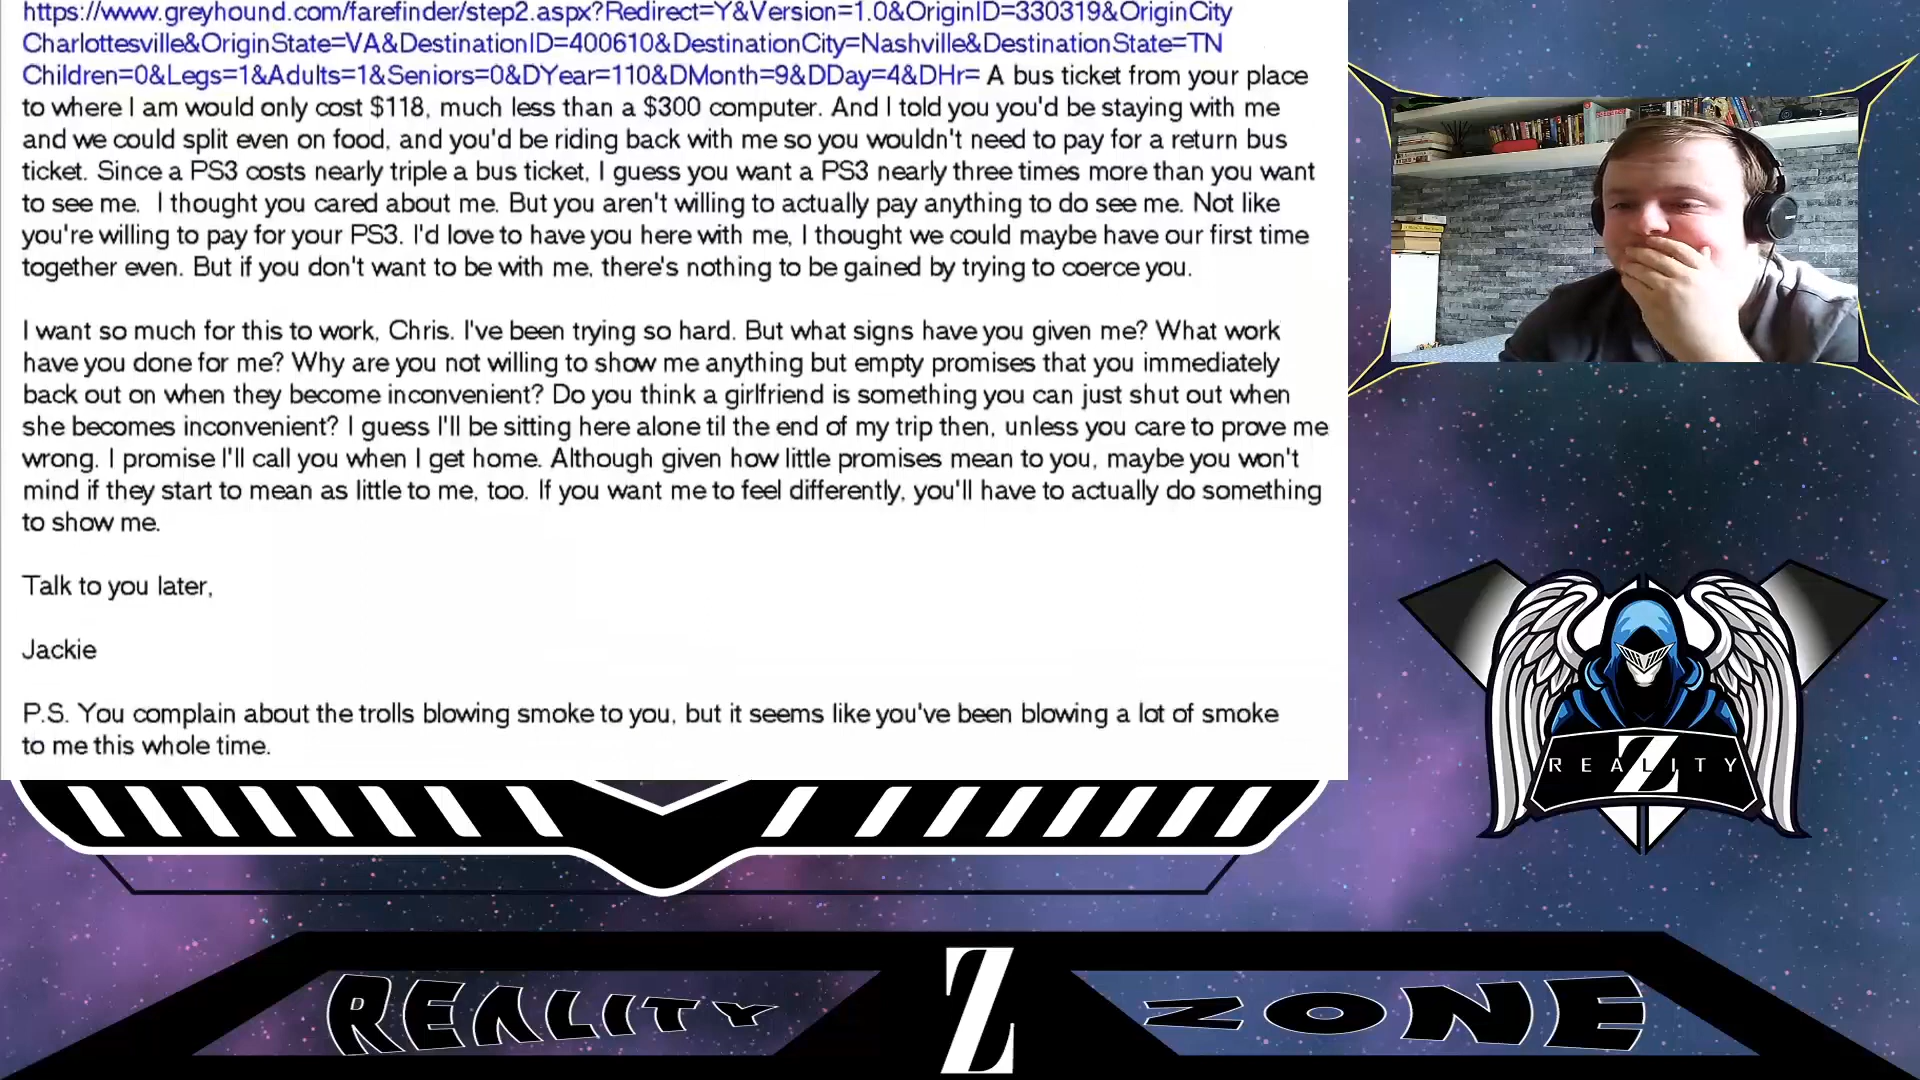 https://www.greyhound.com/farefinder/step2.aspx?Redirect=Y&Version=1.0&OriginID=330319&OriginCity
Charlottesville&OriginState=VA&DestinationID=400610&DestinationCity=Nashville&DestinationState=TN
Children=0&Legs=1&Adults=1&Seniors=0&DYear=110&DMonth=9&DDay=4&DHr= A bus ticket from your place
to where I am would only cost $118, much less than a $300 computer. And I told you you'd be staying with me
and we could split even on food, and you'd be riding back with me so you wouldn't need to pay for a return bus
ticket. Since a PS3 costs nearly triple a bus ticket, I guess you want a PS3 nearly three times more than you want
to see me. I thought you cared about me. But you aren't willing to actually pay anything to do see me. Not like
you're willing to pay for your PS3. I'd love to have you here with me, I thought we could maybe have our first time
together even. But if you don't want to be with me, there's nothing to be gained by trying to coerce you.
I want so much for this to work, Chris. I've been trying so hard. But what signs have you given me? What work
have you done for me? Why are you not willing to show me anything but empty promises that you immediately
back out on when they become inconvenient? Do you think a girlfriend is something you can just shut out when
she becomes inconvenient? I guess I'll be sitting here alone til the end of my trip then, unless you care to prove me
wrong. I promise I'll call you when I get home. Although given how little promises mean to you, maybe you won't
mind if they start to mean as little to me, too. If you want me to feel differently, you'll have to actually do something
to show me.
Talk to you later,
Jackie
P.S. You complain about the trolls blowing smoke to you, but it seems like you've been blowing a lot of smoke
to me this whole time.
REALITY
Z
REALITY Z ZONE